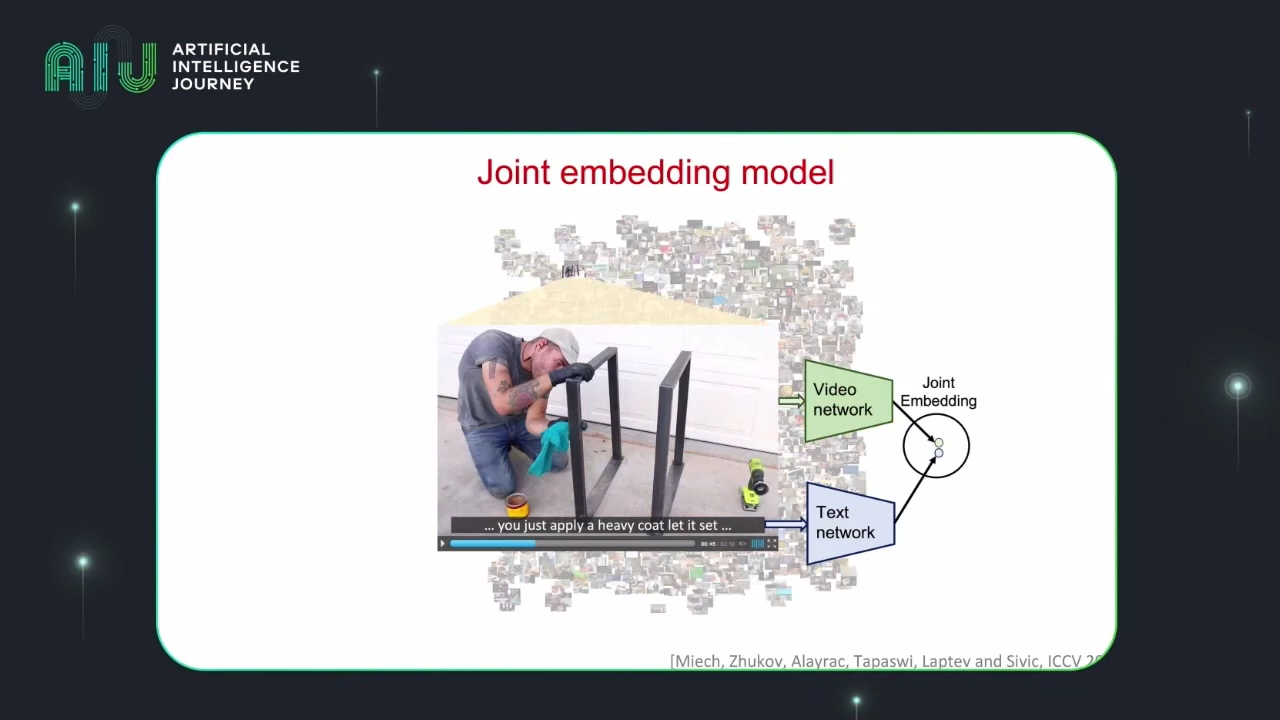 ARTIFICIAL
INTELLIGENCE
JOURNEY
Joint embedding model
Video
network
Joint
Embedding
... you just apply a heavy coat let it set ...
Text
network
[Miech, Zhukov, Alayrac, Tapaswi, Laptev and Sivic, ICCV